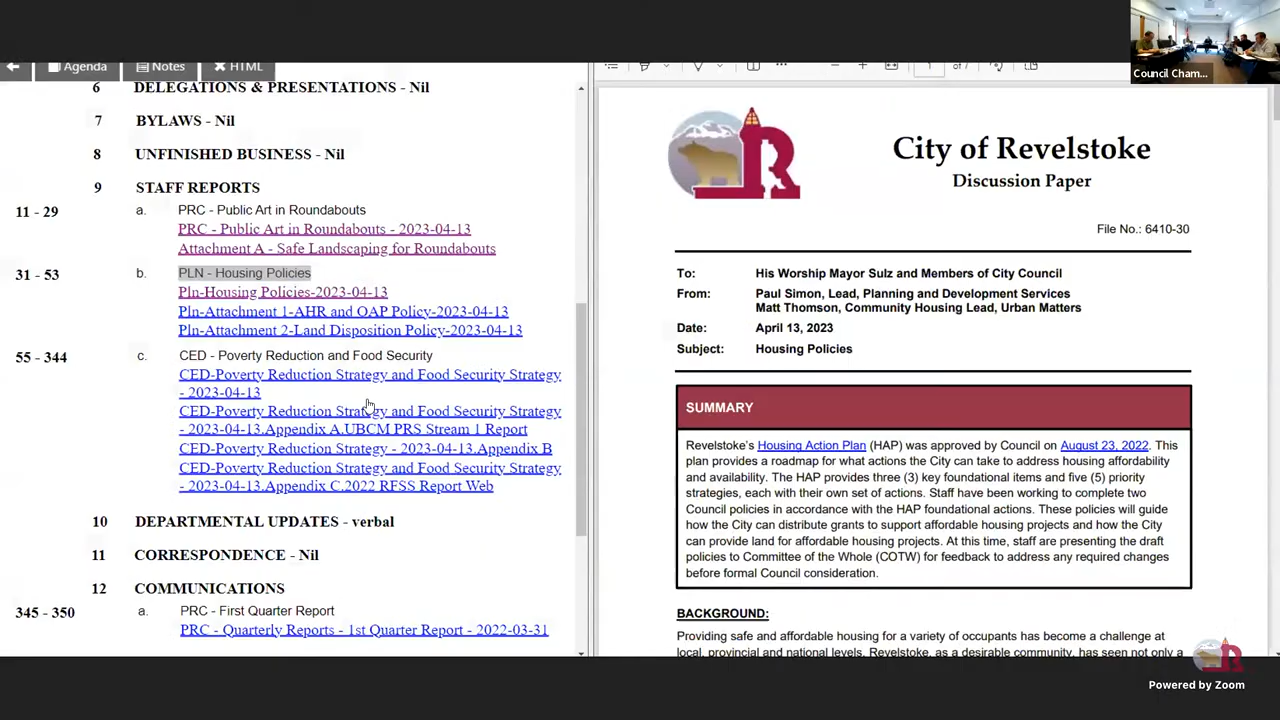 Agenda
Notes
HTML
6 DELEGATIONS & PRESENTATIONS - Nil
7 BYLAWS - Nil
8 UNFINISHED BUSINESS - Nil
9 STAFF REPORTS
11 - 29 a. PRC - Public Art in Roundabouts
PRC - Public Art in Roundabouts - 2023-04-13
Attachment A - Safe Landscaping for Roundabouts
31 - 53 b. PLN - Housing Policies
Pln-Housing Policies-2023-04-13
Pln-Attachment 1-AHR and OAP Policy-2023-04-13
Pln-Attachment 2-Land Disposition Policy-2023-04-13
55 - 344 c. CED - Poverty Reduction and Food Security
CED-Poverty Reduction Strategy and Food Security Strategy
- 2023-04-13
CED-Poverty Reduction Strategy and Food Security Strategy
- 2023-04-13.Appendix A.UBCM PRS Stream 1 Report
CED-Poverty Reduction Strategy - 2023-04-13.Appendix B
CED-Poverty Reduction Strategy and Food Security Strategy
- 2023-04-13.Appendix C.2022 RFSS Report Web
10 DEPARTMENTAL UPDATES - verbal
11 CORRESPONDENCE - Nil
12 COMMUNICATIONS
345 - 350 a. PRC - First Quarter Report
PRC - Quarterly Reports - 1st Quarter Report - 2022-03-31
1 of 7
R
City of Revelstoke
Discussion Paper
File No.: 6410-30
To: His Worship Mayor Sulz and Members of City Council
From: Paul Simon, Lead, Planning and Development Services
Matt Thomson, Community Housing Lead, Urban Matters
Date: April 13, 2023
Subject: Housing Policies
SUMMARY
Revelstoke's Housing Action Plan (HAP) was approved by Council on August 23, 2022. This
plan provides a roadmap for what actions the City can take to address housing affordability
and availability. The HAP provides three (3) key foundational items and five (5) priority
strategies, each with their own set of actions. Staff have been working to complete two
Council policies in accordance with the HAP foundational actions. These policies will guide
how the City can distribute grants to support affordable housing projects and how the City
can provide land for affordable housing projects. At this time, staff are presenting the draft
policies to Committee of the Whole (COTW) for feedback to address any required changes
before formal Council consideration.
BACKGROUND:
Providing safe and affordable housing for a variety of occupants has become a challenge at
local, provincial and national levels. Revelstoke, as a desirable community, has seen not only a
Council Cham...
Powered by Zoom